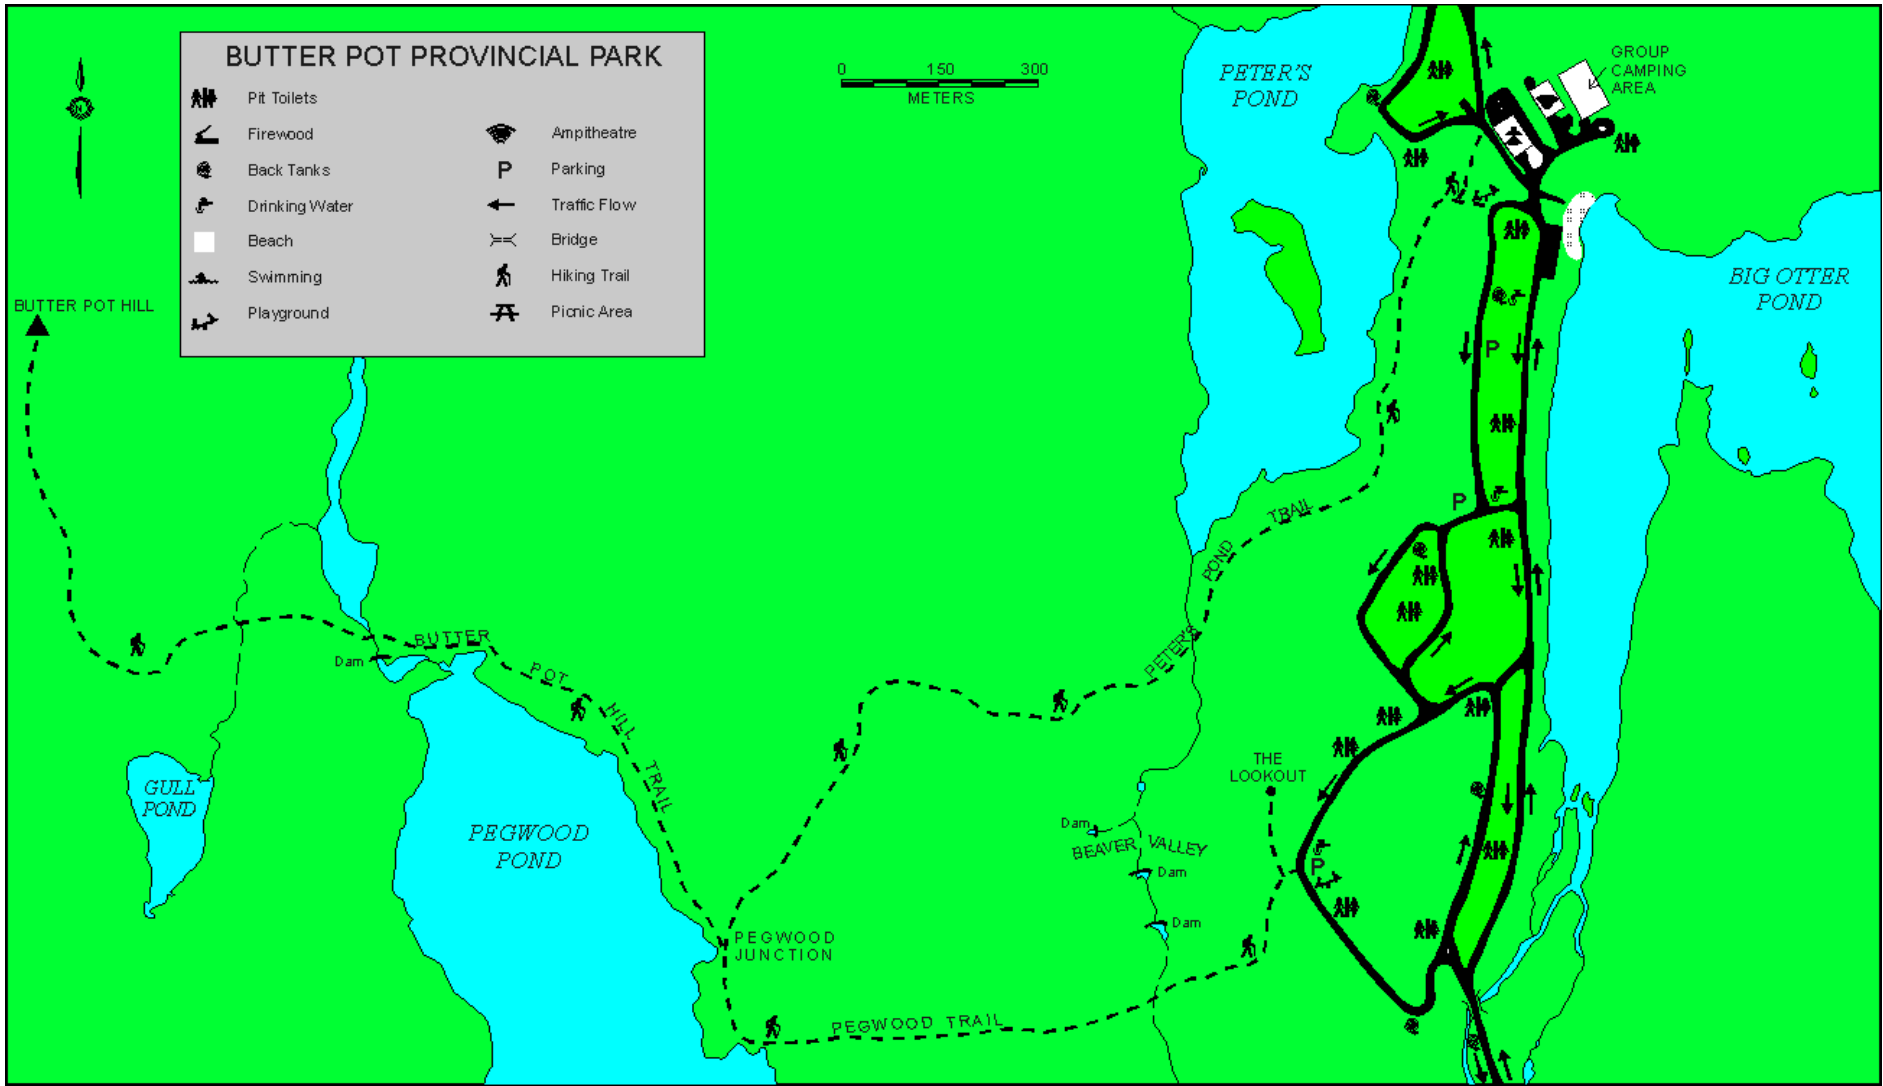 BUTTER POT PROVINCIAL PARK
N
Pit Toilets
Firewood
Back Tanks
Drinking Water
Beach
Swimming
Playground
Ampitheatre
P Parking
Traffic Flow
Bridge
Hiking Trail
Picnic Area
0 150 300
METERS
PETER'S
POND
GROUP
CAMPING
AREA
BIG OTTER
POND
BUTTER POT HILL
P
P
PETER'S POND TRAIL
Dam
BUTTER POT HILL TRAIL
GULL
POND
PEGWOOD
POND
THE
LOOKOUT
Dam
BEAVER VALLEY
Dam
Dam
P
PEGWOOD
JUNCTION
PEGWOOD TRAIL